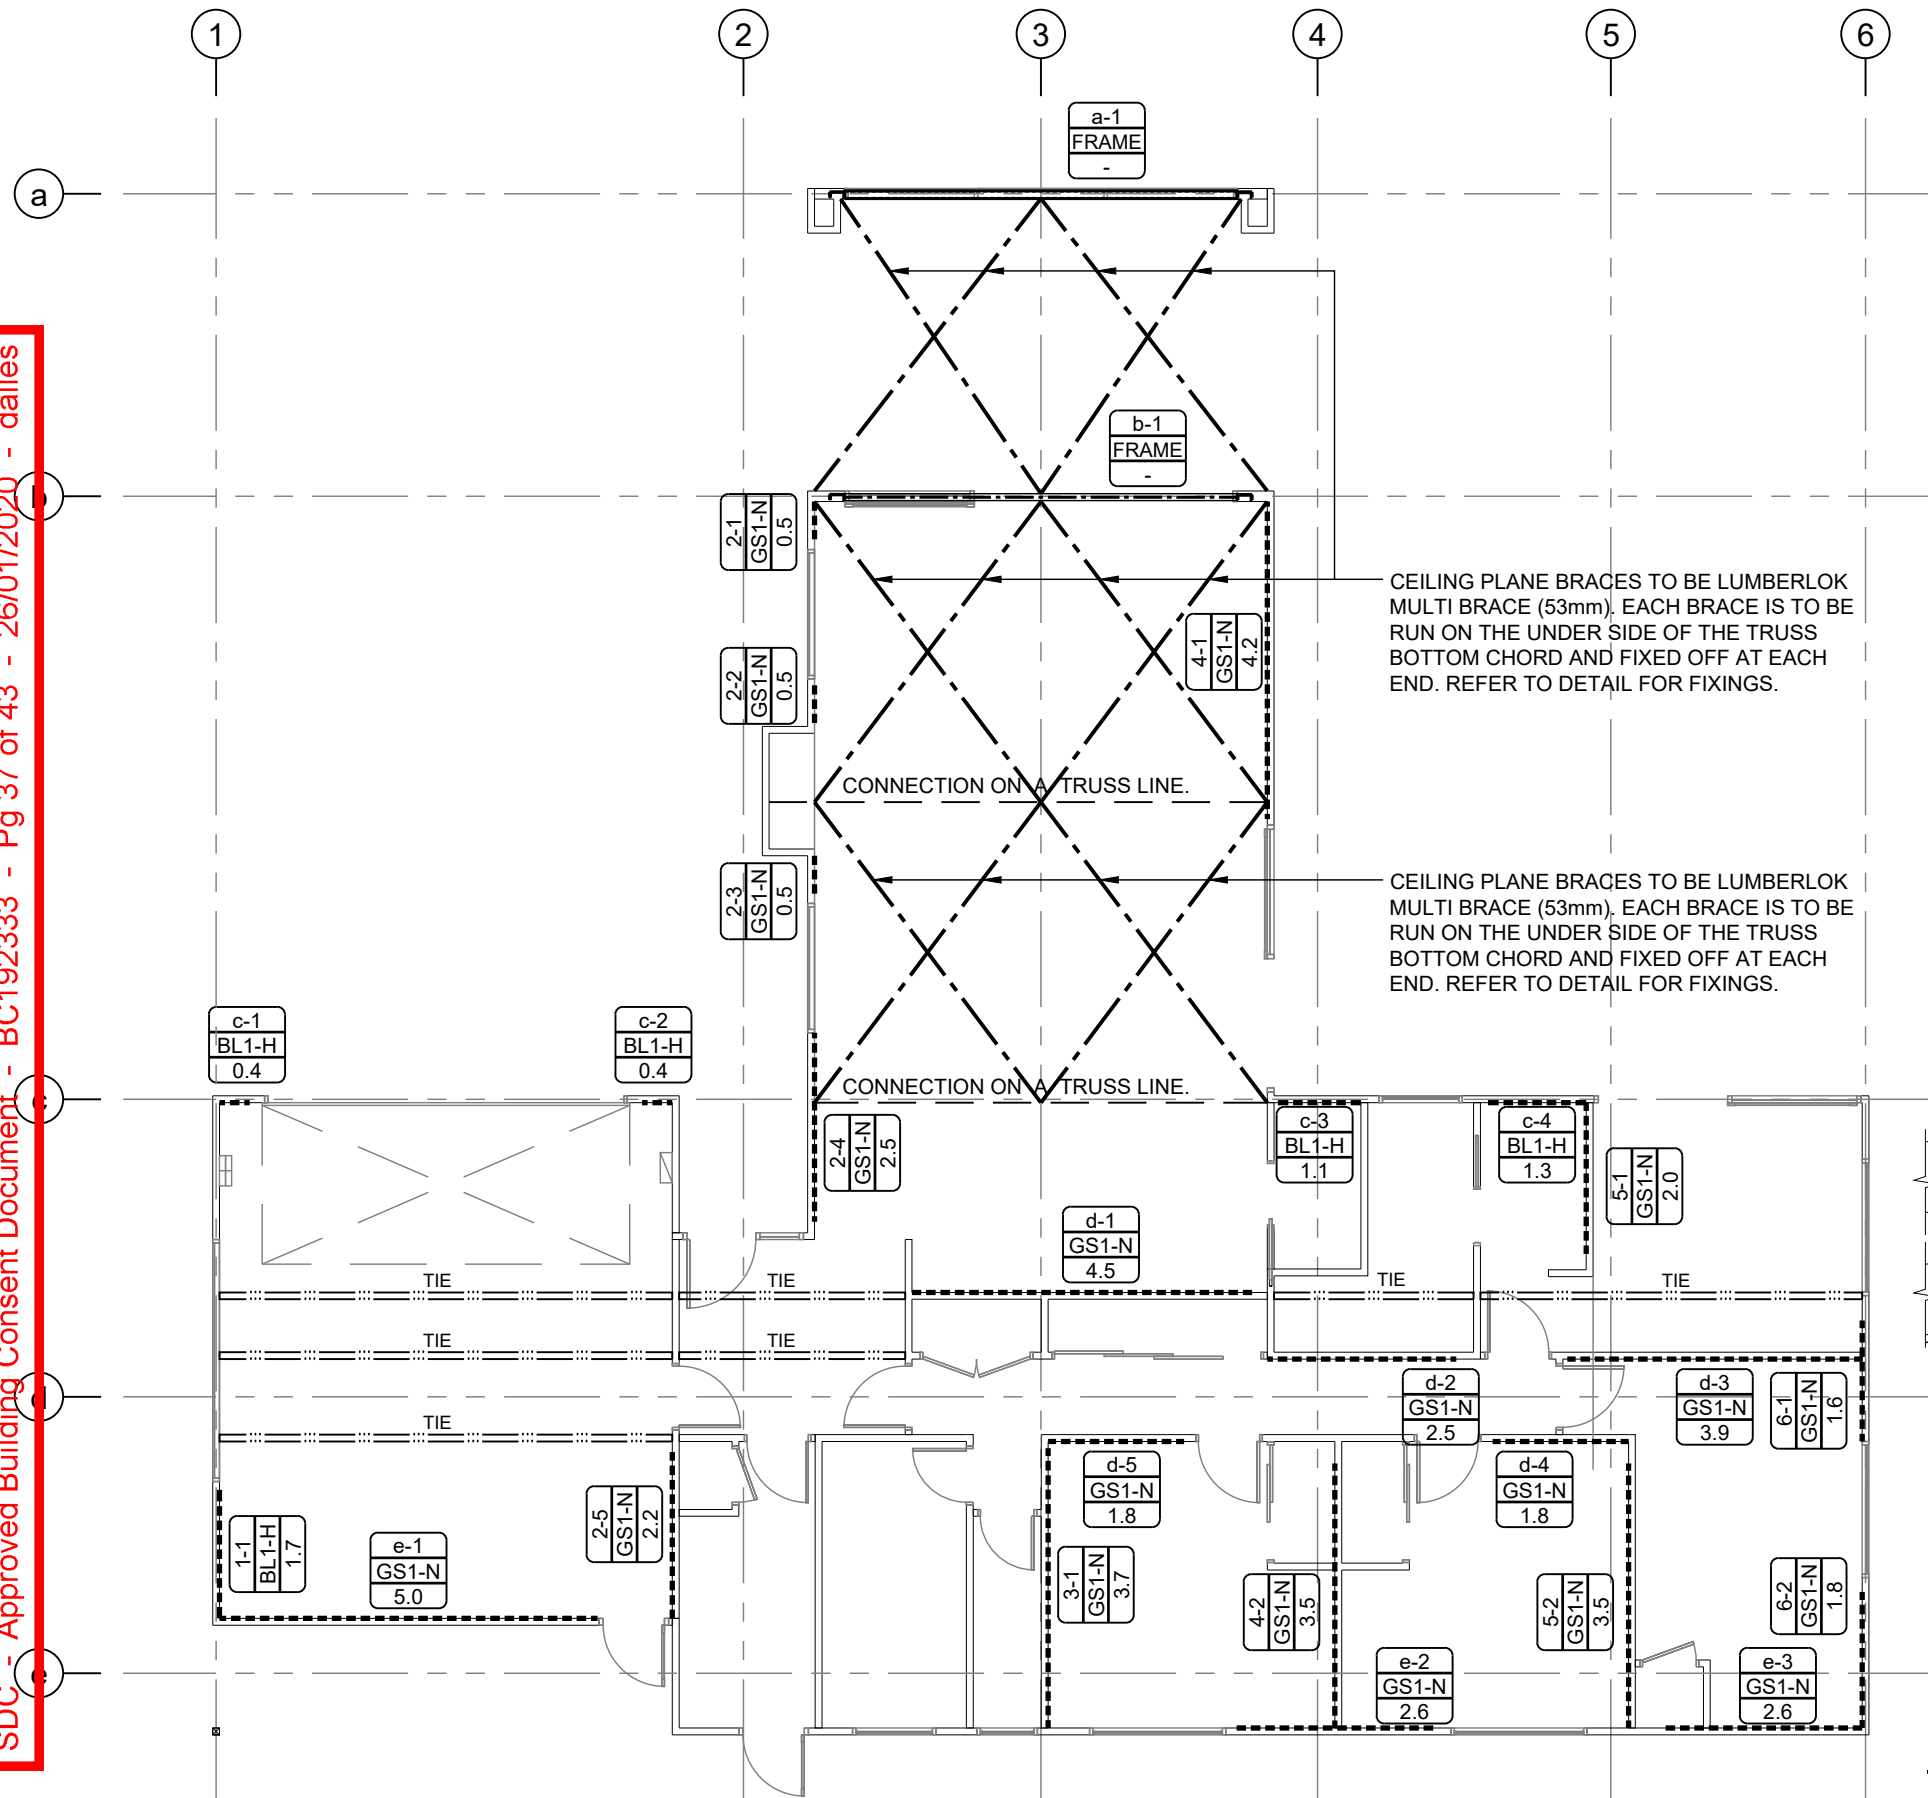 1
2
3
4
5
6
a
a-1
FRAME
-
b-1
FRAME
-
b
2-1
GS1-N
0.5
2-2
GS1-N
0.5
4-1
GS1-N
4.2
CEILING PLANE BRACES TO BE LUMBERLOK
MULTI BRACE (53mm). EACH BRACE IS TO BE
RUN ON THE UNDER SIDE OF THE TRUSS
BOTTOM CHORD AND FIXED OFF AT EACH
END. REFER TO DETAIL FOR FIXINGS.
CONNECTION ON A TRUSS LINE.
2-3
GS1-N
0.5
CEILING PLANE BRACES TO BE LUMBERLOK
MULTI BRACE (53mm). EACH BRACE IS TO BE
RUN ON THE UNDER SIDE OF THE TRUSS
BOTTOM CHORD AND FIXED OFF AT EACH
END. REFER TO DETAIL FOR FIXINGS.
c-1
BL1-H
0.4
c-2
BL1-H
0.4
CONNECTION ON A TRUSS LINE.
c
2-4
GS1-N
2.5
c-3
BL1-H
1.1
c-4
BL1-H
1.3
5-1
GS1-N
2.0
d-1
GS1-N
4.5
TIE
TIE
TIE
TIE
TIE
TIE
d
d-2
GS1-N
2.5
d-3
GS1-N
3.9
6-1
GS1-N
1.6
TIE
d-5
GS1-N
1.8
d-4
GS1-N
1.8
1-1
BL1-H
1.7
e-1
GS1-N
5.0
2-5
GS1-N
2.2
3-1
GS1-N
3.7
4-2
GS1-N
3.5
5-2
GS1-N
3.5
6-2
GS1-N
1.8
e
e-2
GS1-N
2.6
e-3
GS1-N
2.6
SDC - Approved Building Consent Document - BC192333 - Pg 37 of 43 - 26/01/2020 - dalles